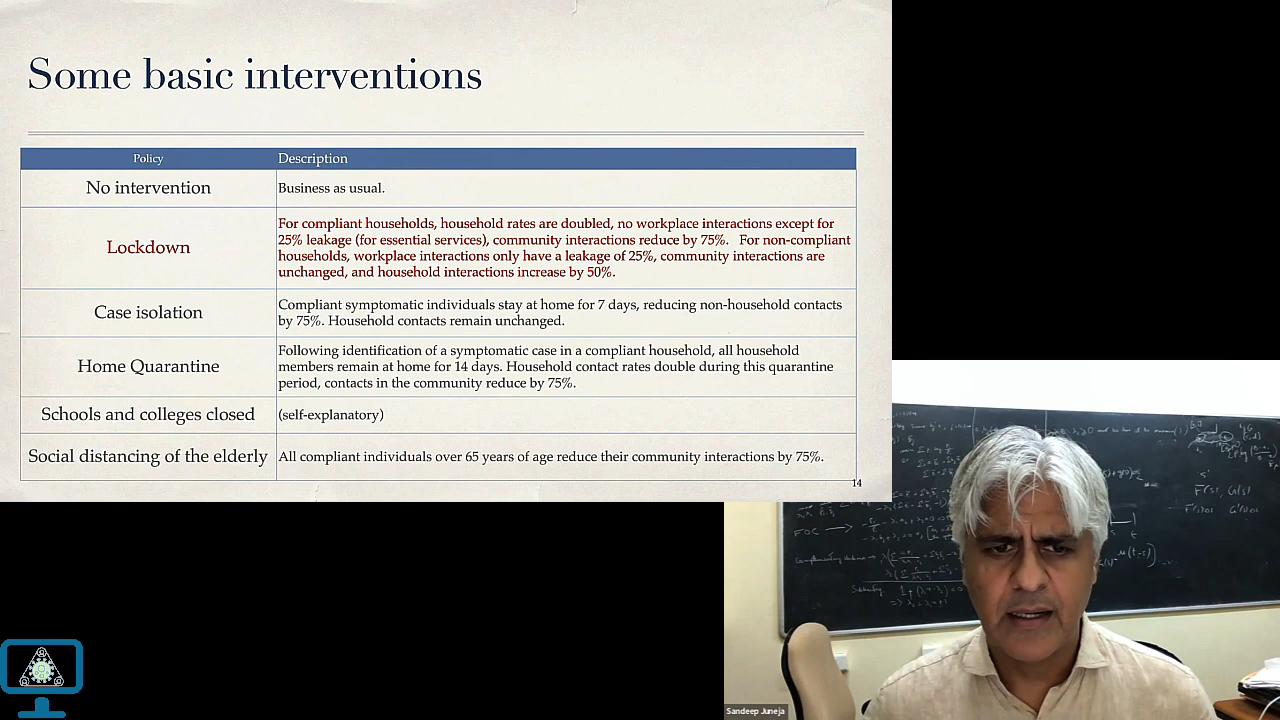 Some basic interventions
Policy
Description
No intervention
Business as usual.
Lockdown
For compliant households, household rates are doubled, no workplace interactions except for
25% leakage (for essential services), community interactions reduce by 75%. For non-compliant
households, workplace interactions only have a leakage of 25%, community interactions are
unchanged, and household interactions increase by 50%.
Case isolation
Compliant symptomatic individuals stay at home for 7 days, reducing non-household contacts
by 75%. Household contacts remain unchanged.
Home Quarantine
Following identification of a symptomatic case in a compliant household, all household
members remain at home for 14 days. Household contact rates double during this quarantine
period, contacts in the community reduce by 75%.
Schools and colleges closed
(self-explanatory)
Social distancing of the elderly
All compliant individuals over 65 years of age reduce their community interactions by 75%.
14
FOC
Sandeep Juneja